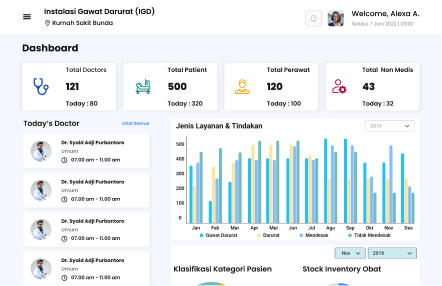 Instalasi Gawat Darurat (IGD)
Rumah Sakit Bunda
Welcome, Alexa A.
Selasa, 7 Juni 2022 | 08:00
Dashboard
Total Doctors
121
Today : 80
Total Patient
500
Today : 320
Total Perawat
120
Today : 100
Total Non Medis
43
Today : 32
Today's Doctor
Lihat Semua
Dr. Syaid Adji Purbantoro
Umum
07.00 am - 11.00 am
Dr. Syaid Adji Purbantoro
Umum
07.00 am - 11.00 am
Dr. Syaid Adji Purbantoro
Umum
07.00 am - 11.00 am
Dr. Syaid Adji Purbantoro
Umum
07.00 am - 11.00 am
Jenis Layanan & Tindakan
2019
500
400
300
200
100
0
Jan Feb Mar Apr Mei Jun Jul Agu Sep Okt Nov Des
Gawat Darurat Darurat Mendesak Tidak Mendesak
Nov 2019
Klasifikasi Kategori Pasien
Stock Inventory Obat